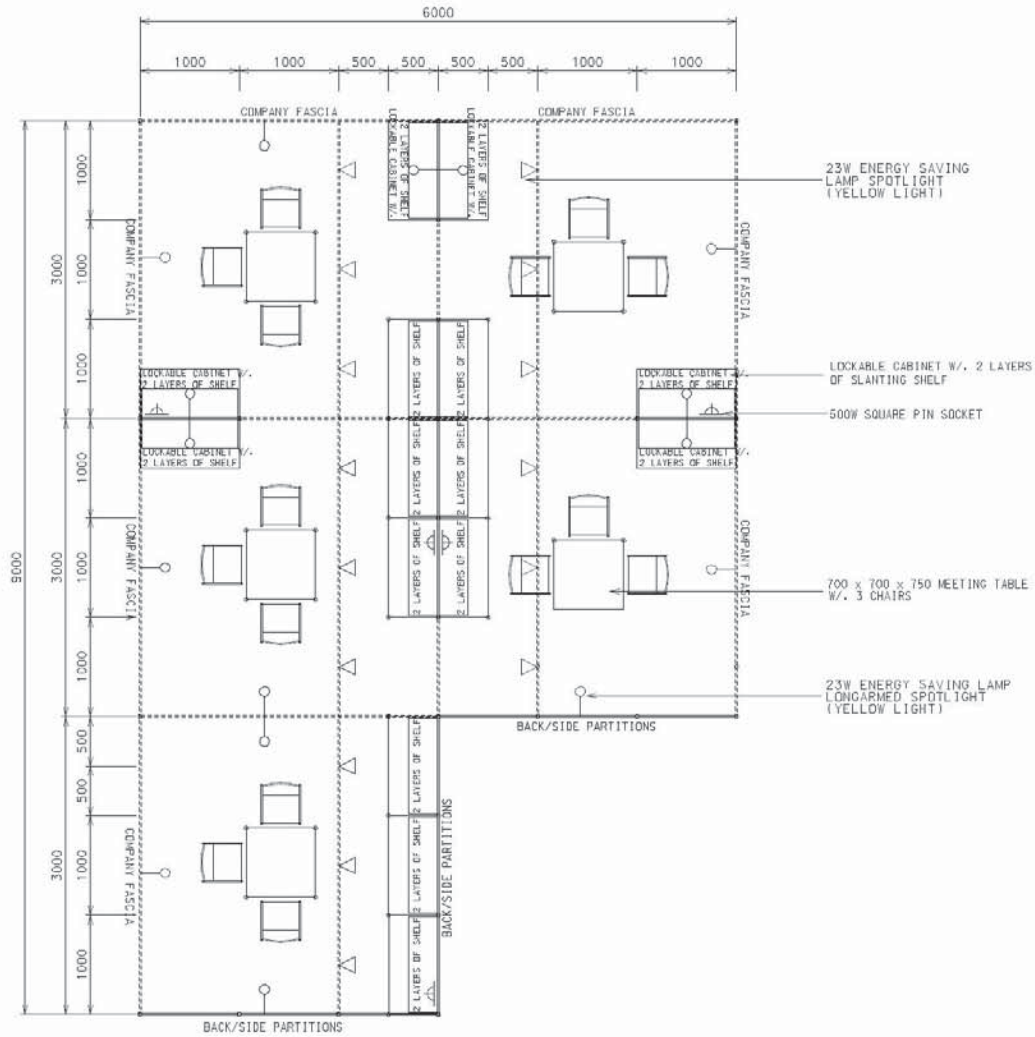 6000
1000
1000
500
500
500
500
1000
1000
COMPANY FASCIA
COMPANY FASCIA
LOCKABLE CABINET W/.
2 LAYERS OF SHELF
LOCKABLE CABINET W/.
2 LAYERS OF SHELF
23W ENERGY SAVING
LAMP SPOTLIGHT
(YELLOW LIGHT)
9000
3000
1000
1000
1000
COMPANY FASCIA
COMPANY FASCIA
2 LAYERS OF SHELF
2 LAYERS OF SHELF
LOCKABLE CABINET W/.
2 LAYERS OF SHELF
LOCKABLE CABINET W/.
2 LAYERS OF SHELF
LOCKABLE CABINET W/. 2 LAYERS
OF SLANTING SHELF
500W SQUARE PIN SOCKET
LOCKABLE CABINET W/.
2 LAYERS OF SHELF
LOCKABLE CABINET W/.
2 LAYERS OF SHELF
3000
1000
1000
1000
COMPANY FASCIA
2 LAYERS OF SHELF
2 LAYERS OF SHELF
2 LAYERS OF SHELF
2 LAYERS OF SHELF
COMPANY FASCIA
700 x 700 x 750 MEETING TABLE
W/. 3 CHAIRS
23W ENERGY SAVING LAMP
LONGARMED SPOTLIGHT
(YELLOW LIGHT)
BACK/SIDE PARTITIONS
3000
500
500
1000
1000
COMPANY FASCIA
2 LAYERS OF SHELF
2 LAYERS OF SHELF
2 LAYERS OF SHELF
BACK/SIDE PARTITIONS
BACK/SIDE PARTITIONS